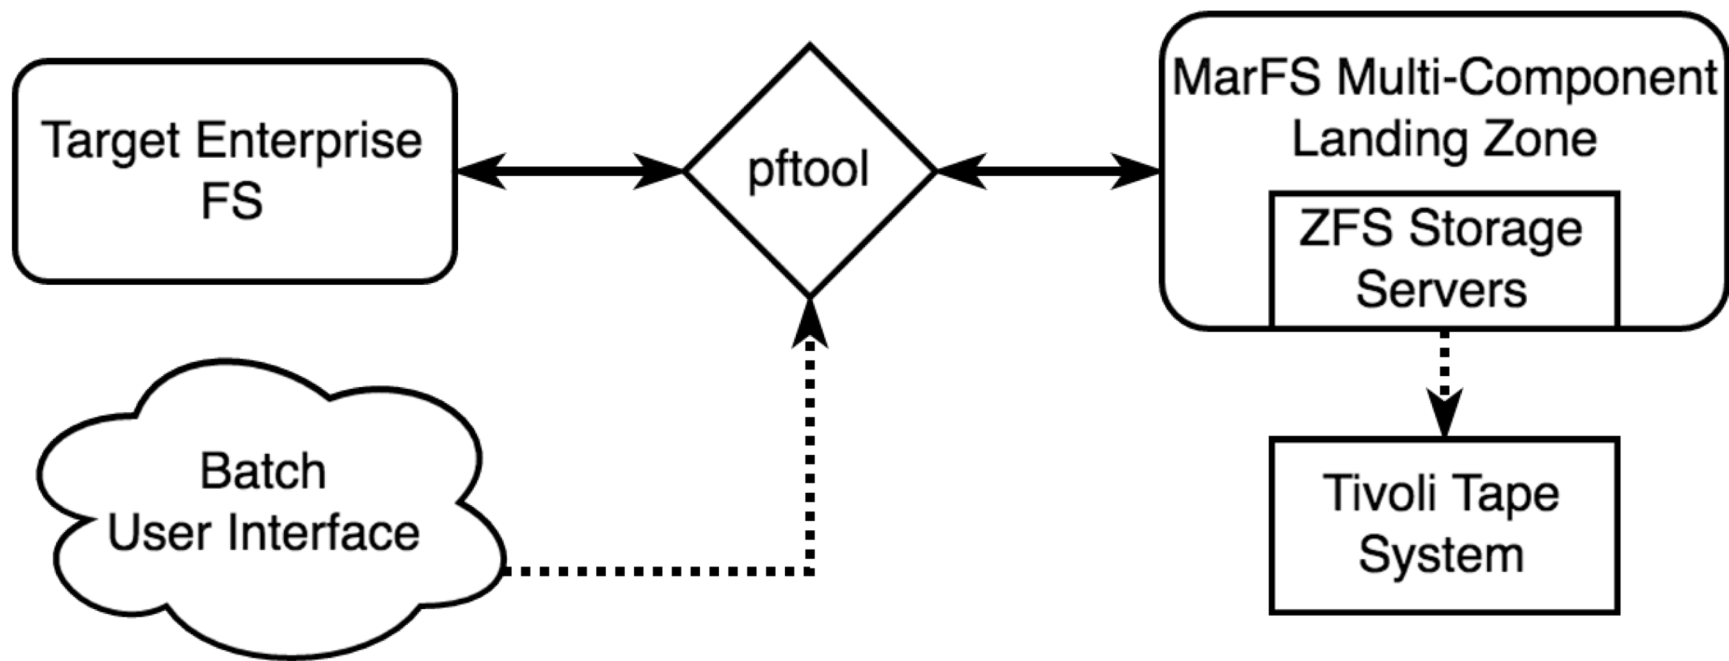 Target Enterprise
FS
pftool
MarFS Multi-Component
Landing Zone
ZFS Storage
Servers
Batch
User Interface
Tivoli Tape
System